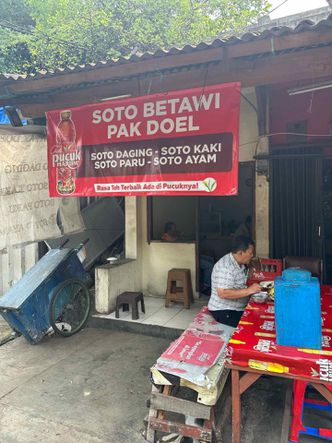 SOTO BETAWI
PAK DOEL
SOTO DAGING - SOTO KAKI
SOTO PARU - SOTO AYAM
Rasa Teh Terbaik Ada di Pucuknya!
Pucuk
HARUM